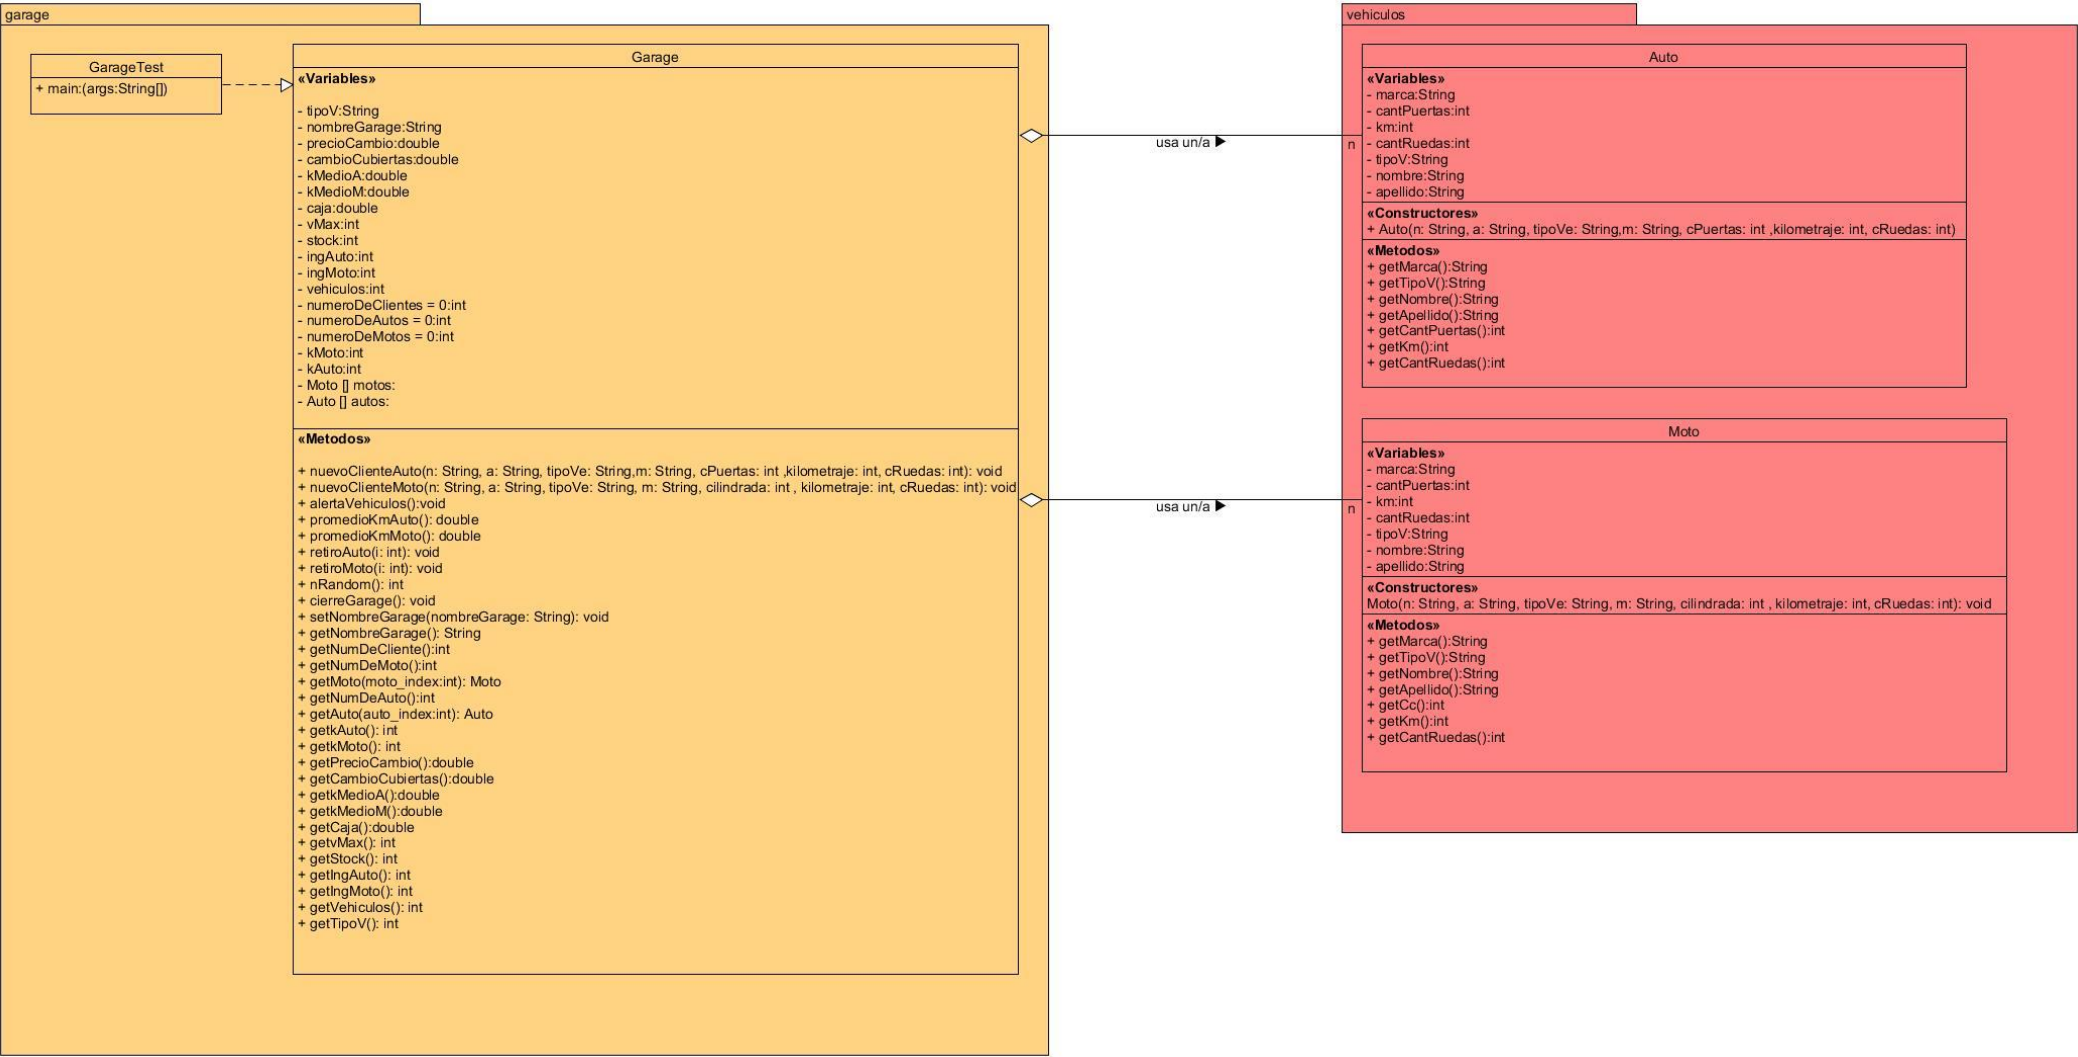 garage
GarageTest
+ main:(args:String[])
Garage
«Variables»
- tipoV:String
- nombreGarage:String
- precioCambio:double
- cambioCubiertas:double
- kMedioA:double
- kMedioM:double
- caja:double
- vMax:int
- stock:int
- ingAuto:int
- ingMoto:int
- vehiculos:int
- numeroDeClientes = 0:int
- numeroDeAutos = 0:int
- numeroDeMotos = 0:int
- kMoto:int
- kAuto:int
- Moto [] motos:
- Auto [] autos:
«Metodos»
+ nuevoClienteAuto(n: String, a: String, tipoVe: String,m: String, cPuertas: int ,kilometraje: int, cRuedas: int): void
+ nuevoClienteMoto(n: String, a: String, tipoVe: String, m: String, cilindrada: int , kilometraje: int, cRuedas: int): void
+ alertaVehiculos():void
+ promedioKmAuto(): double
+ promedioKmMoto(): double
+ retiroAuto(i: int): void
+ retiroMoto(i: int): void
+ nRandom(): int
+ cierreGarage(): void
+ setNombreGarage(nombreGarage: String): void
+ getNombreGarage(): String
+ getNumDeCliente():int
+ getNumDeMoto():int
+ getMoto(moto_index:int): Moto
+ getNumDeAuto():int
+ getAuto(auto_index:int): Auto
+ getkAuto(): int
+ getkMoto(): int
+ getPrecioCambio():double
+ getCambioCubiertas():double
+ getkMedioA():double
+ getkMedioM():double
+ getCaja():double
+ getvMax(): int
+ getStock(): int
+ getIngAuto(): int
+ getIngMoto(): int
+ getVehiculos(): int
+ getTipoV(): int
usa un/a ▶
n
usa un/a ▶
n
vehiculos
Auto
«Variables»
- marca:String
- cantPuertas:int
- km:int
- cantRuedas:int
- tipoV:String
- nombre:String
- apellido:String
«Constructores»
+ Auto(n: String, a: String, tipoVe: String,m: String, cPuertas: int ,kilometraje: int, cRuedas: int)
«Metodos»
+ getMarca():String
+ getTipoV():String
+ getNombre():String
+ getApellido():String
+ getCantPuertas():int
+ getKm():int
+ getCantRuedas():int
Moto
«Variables»
- marca:String
- cantPuertas:int
- km:int
- cantRuedas:int
- tipoV:String
- nombre:String
- apellido:String
«Constructores»
Moto(n: String, a: String, tipoVe: String, m: String, cilindrada: int , kilometraje: int, cRuedas: int): void
«Metodos»
+ getMarca():String
+ getTipoV():String
+ getNombre():String
+ getApellido():String
+ getCc():int
+ getKm():int
+ getCantRuedas():int